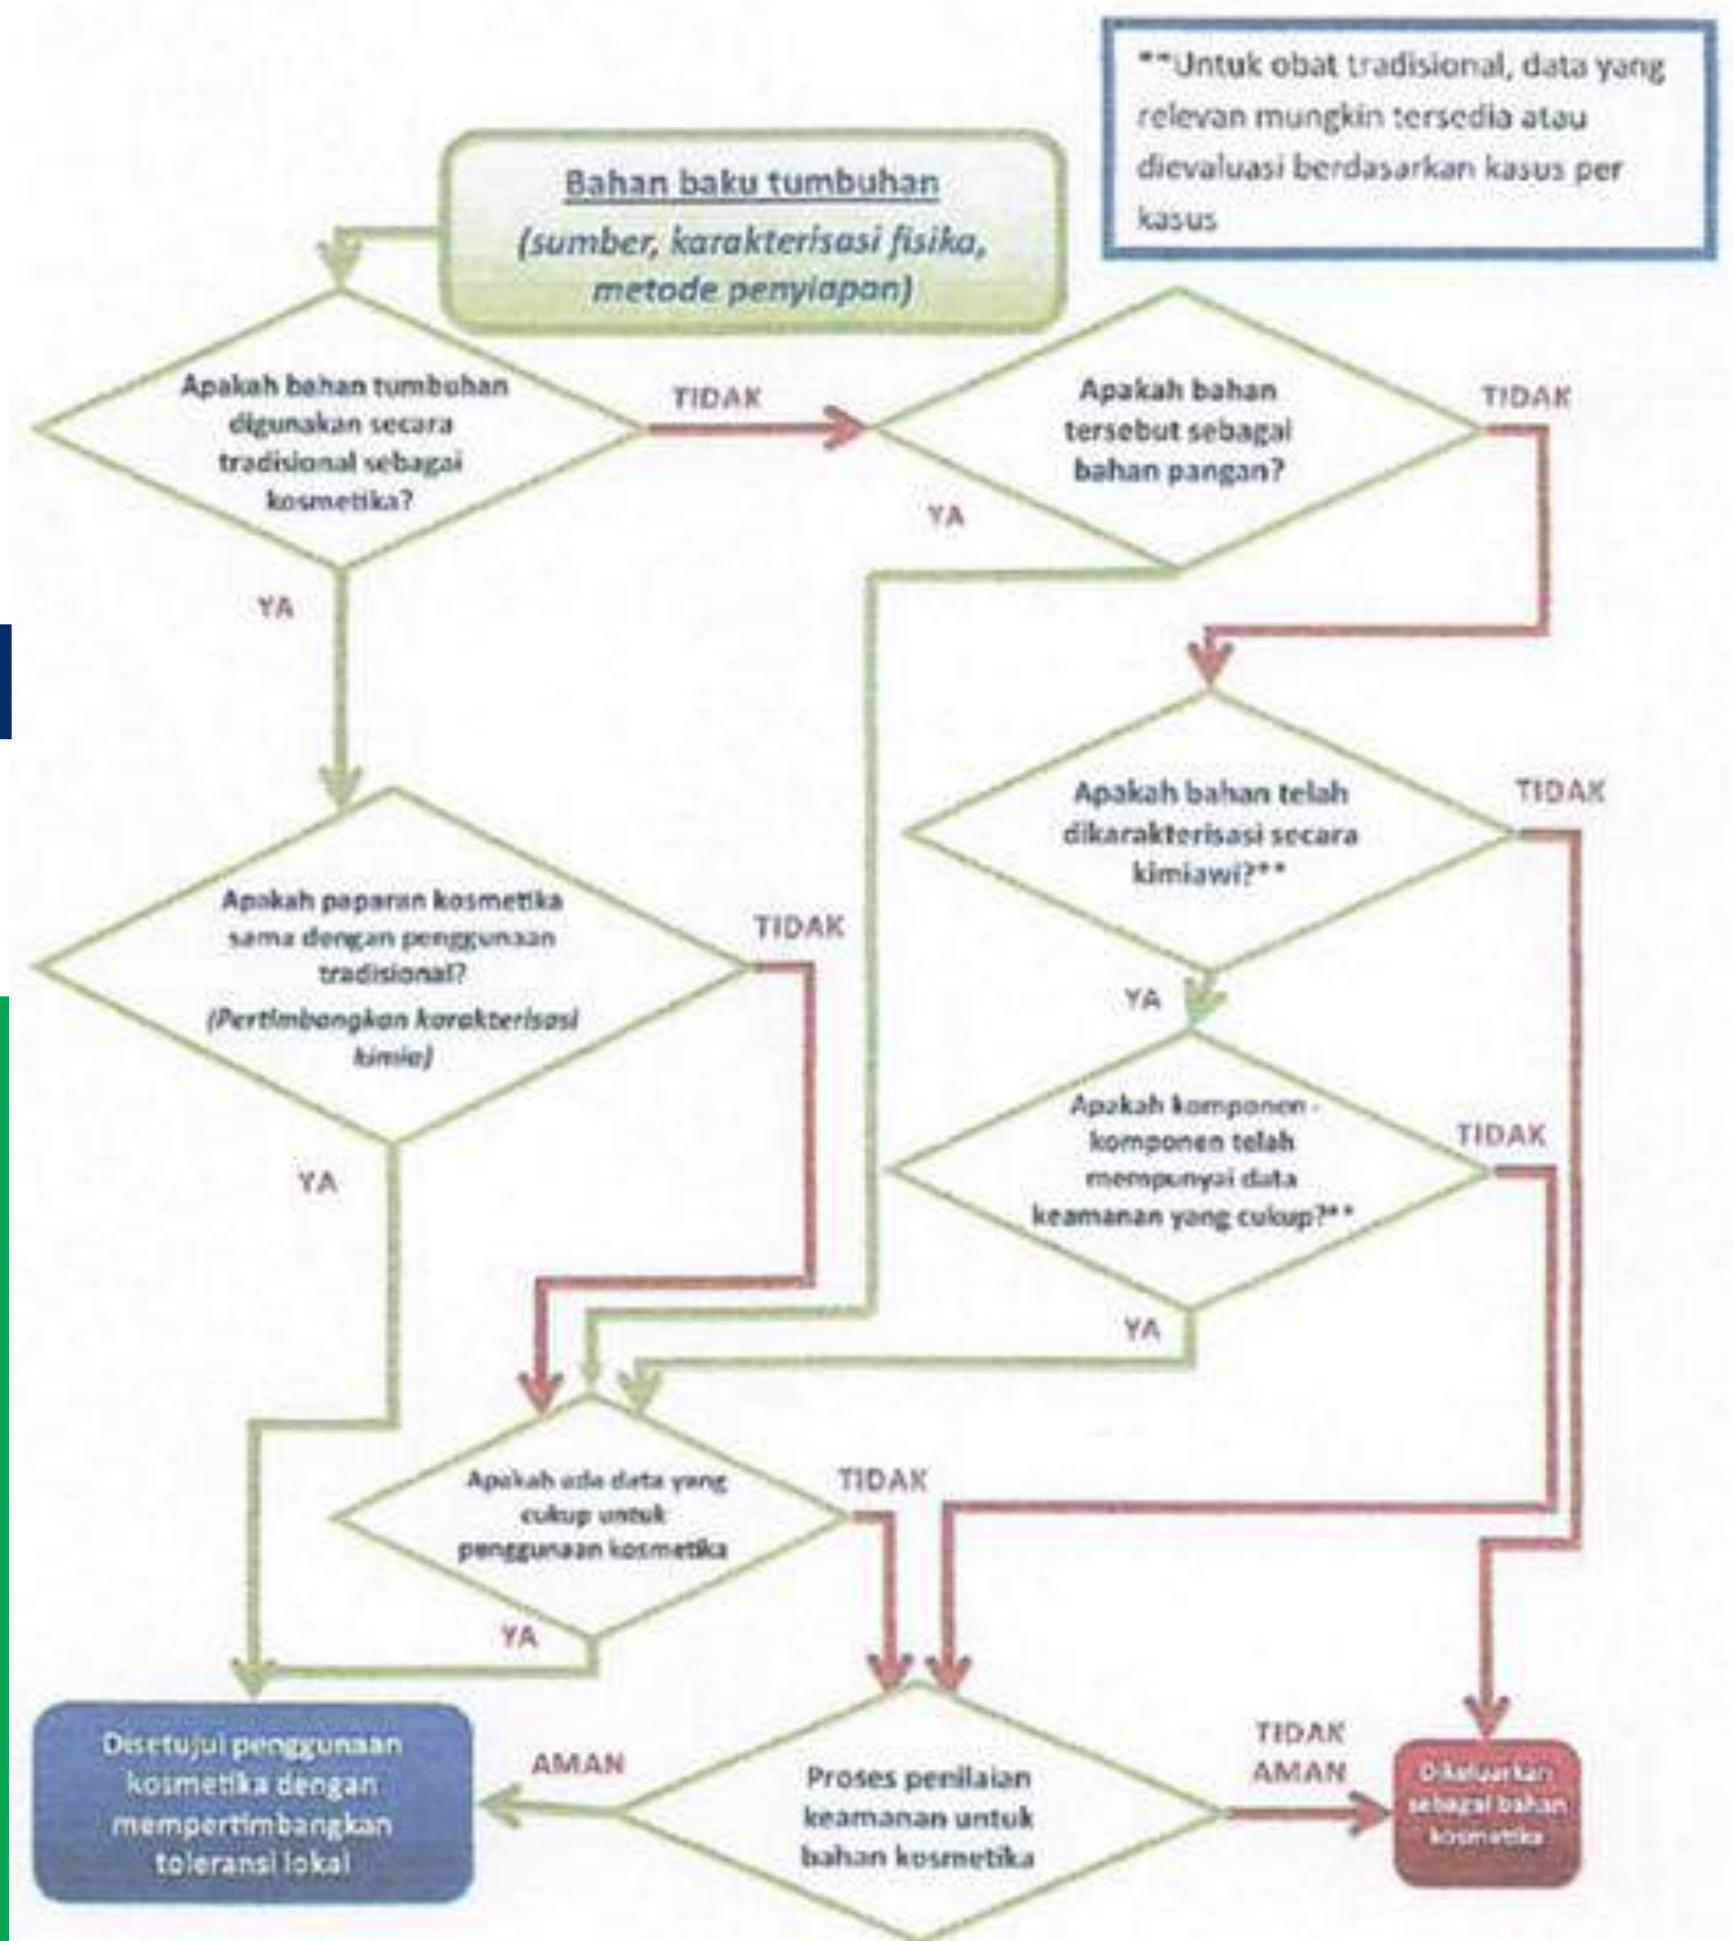 **Untuk obat tradisional, data yang
relevan mungkin tersedia atau
dievaluasi berdasarkan kasus per
kasus
Bahan baku tumbuhan
(sumber, karakterisasi fisika,
metode penyiapan)
Apakah bahan tumbuhan
digunakan secara
tradisional sebagai
kosmetika?
TIDAK
Apakah bahan
tersebut sebagai
bahan pangan?
TIDAK
YA
YA
Apakah bahan telah
dikarakterisasi secara
kimiawi?**
TIDAK
Apakah paparan kosmetika
sama dengan penggunaan
tradisional?
(Pertimbangkan karakterisasi
kimia)
TIDAK
YA
YA
Apakah komponen -
komponen telah
mempunyai data
keamanan yang cukup?**
TIDAK
YA
Apakah ada data yang
cukup untuk
penggunaan kosmetika
TIDAK
YA
Disetujui penggunaan
kosmetika dengan
mempertimbangkan
toleransi lokal
AMAN
Proses penilaian
keamanan untuk
bahan kosmetika
TIDAK
AMAN
Dikeluarkan
sebagai bahan
kosmetika